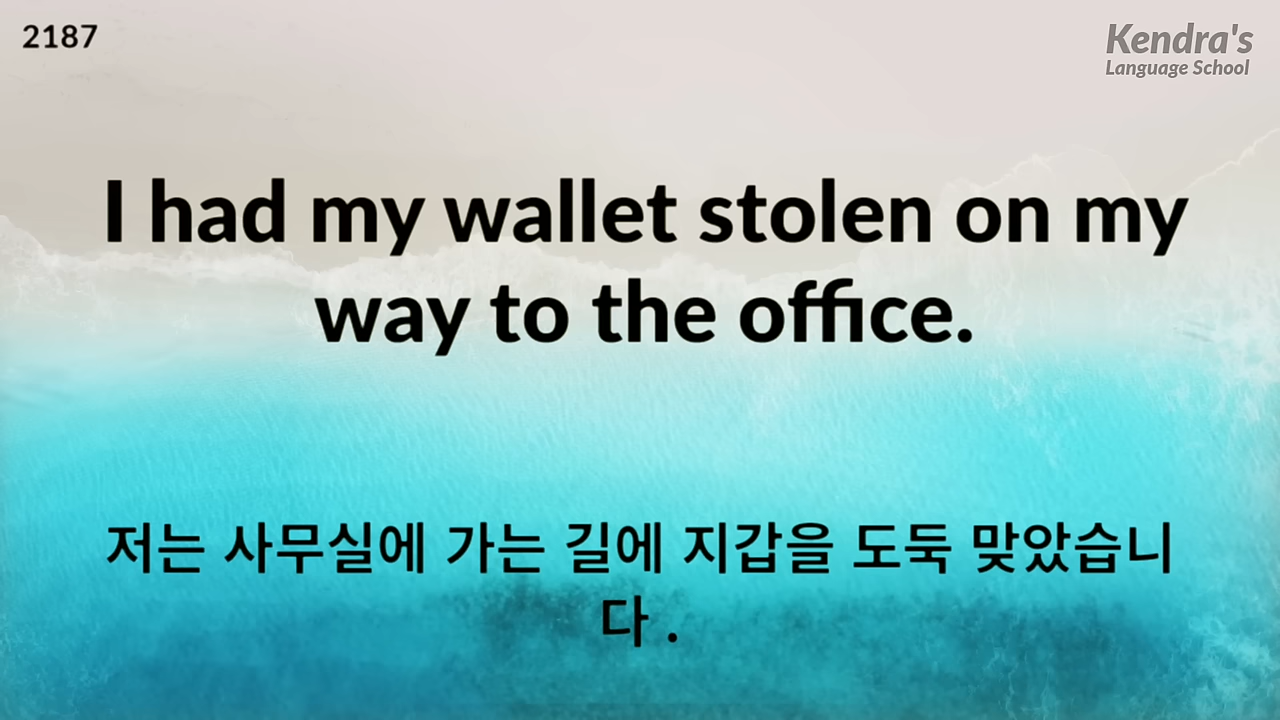 2187
Kendra's
Language School
I had my wallet stolen on my
way to the office.
저는 사무실에 가는 길에 지갑을 도둑 맞았습니
다 .